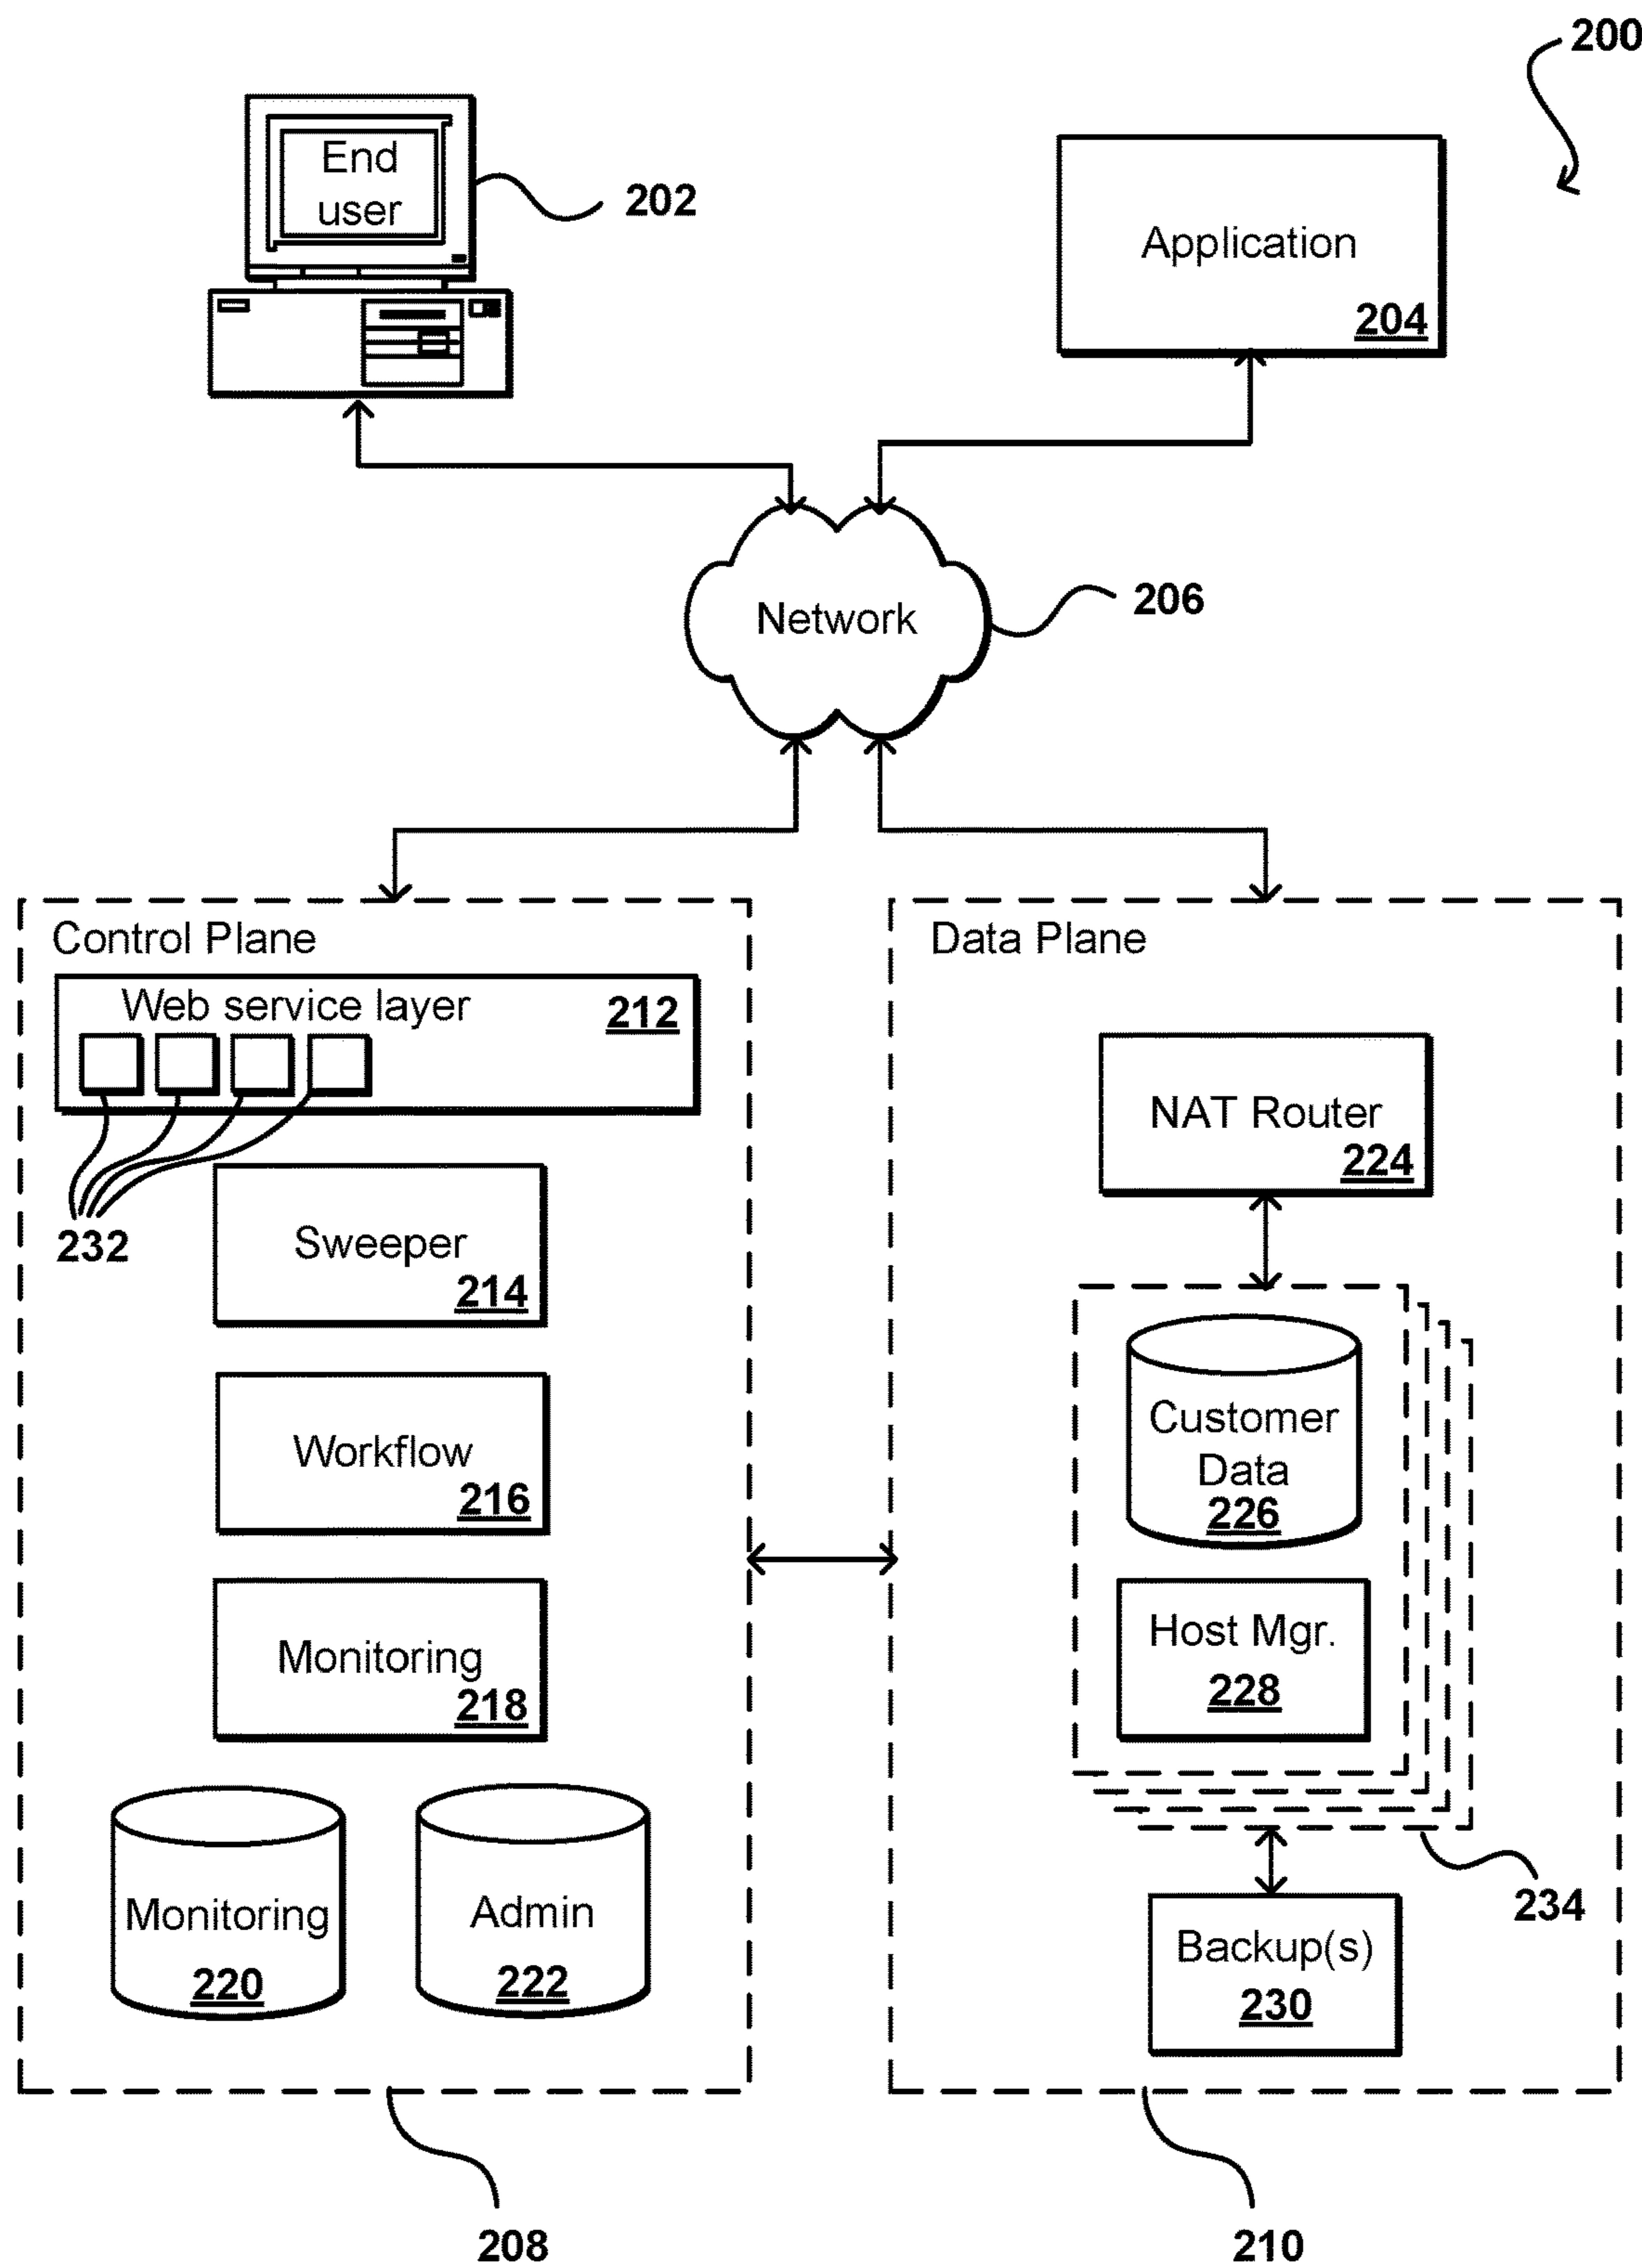 200
End
user
202
Application
204
Network
206
Control Plane
Web service layer
212
232
Sweeper
214
Workflow
216
Monitoring
218
Monitoring
220
Admin
222
208
Data Plane
NAT Router
224
Customer
Data
226
Host Mgr.
228
234
Backup(s)
230
210